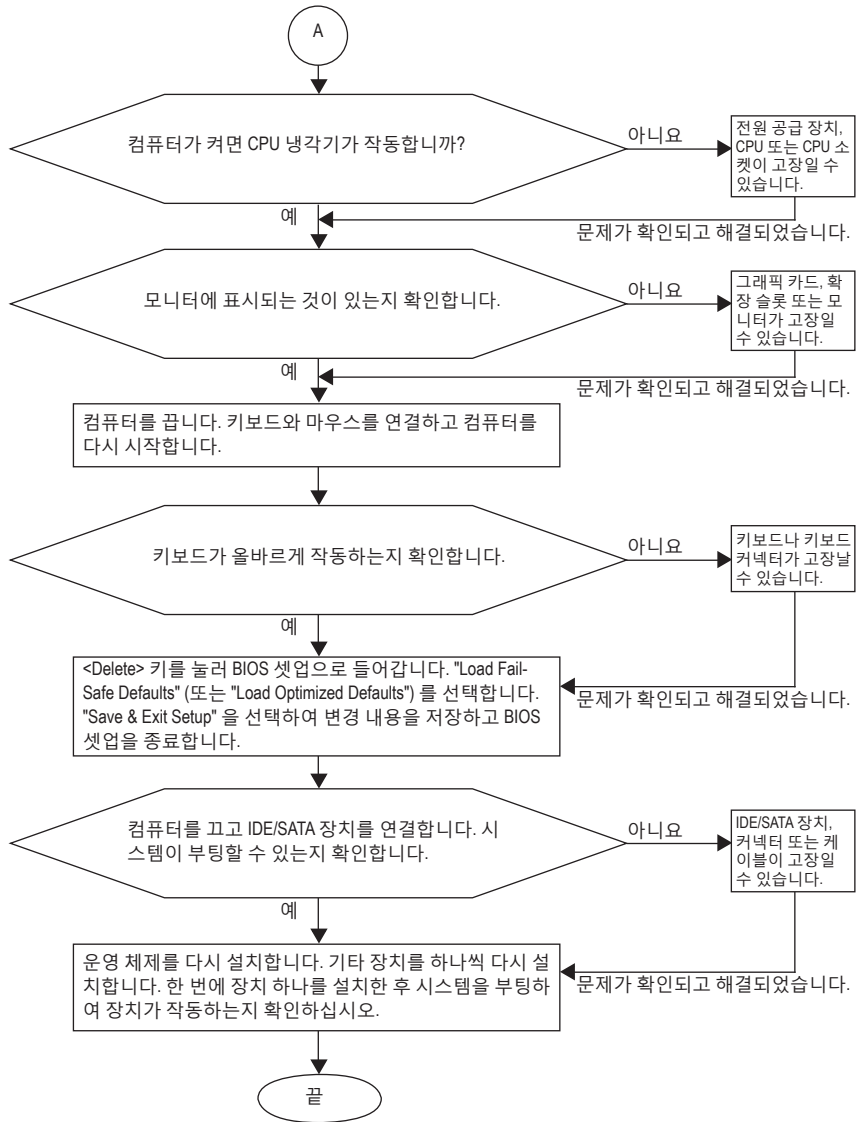 A
컴퓨터가 켜면 CPU 냉각기가 작동합니까?
아니요
전원 공급 장치,
CPU 또는 CPU 소
켓이 고장일 수
있습니다.
예
문제가 확인되고 해결되었습니다.
모니터에 표시되는 것이 있는지 확인합니다.
아니요
그래픽 카드, 확
장 슬롯 또는 모
니터가 고장일
수 있습니다.
예
문제가 확인되고 해결되었습니다.
컴퓨터를 끕니다. 키보드와 마우스를 연결하고 컴퓨터를
다시 시작합니다.
키보드가 올바르게 작동하는지 확인합니다.
아니요
키보드나 키보드
커넥터가 고장날
수 있습니다.
예
<Delete> 키를 눌러 BIOS 셋업으로 들어갑니다. "Load Fail-
Safe Defaults" (또는 "Load Optimized Defaults") 를 선택합니다.
"Save & Exit Setup" 을 선택하여 변경 내용을 저장하고 BIOS
셋업을 종료합니다.
문제가 확인되고 해결되었습니다.
컴퓨터를 끄고 IDE/SATA 장치를 연결합니다. 시
스템이 부팅할 수 있는지 확인합니다.
아니요
IDE/SATA 장치,
커넥터 또는 케
이블이 고장일
수 있습니다.
예
운영 체제를 다시 설치합니다. 기타 장치를 하나씩 다시 설
치합니다. 한 번에 장치 하나를 설치한 후 시스템을 부팅하
여 장치가 작동하는지 확인하십시오.
문제가 확인되고 해결되었습니다.
끝